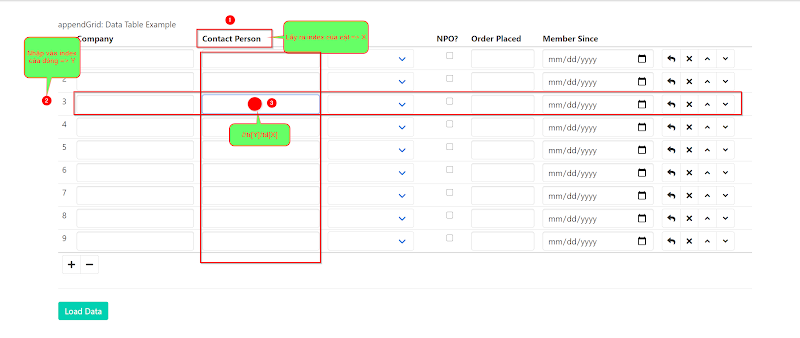 appendGrid: Data Table Example
1
Company
Contact Person
Lấy ra index của cột => X
NPO?
Order Placed
Member Since
Nhập vào index
của dòng => Y
mm/dd/yyyy
2
mm/dd/yyyy
2
3
3
mm/dd/yyyy
4
mm/dd/yyyy
//tr[Y]/td[X]
5
mm/dd/yyyy
6
mm/dd/yyyy
7
mm/dd/yyyy
8
mm/dd/yyyy
9
mm/dd/yyyy
+ −
Load Data